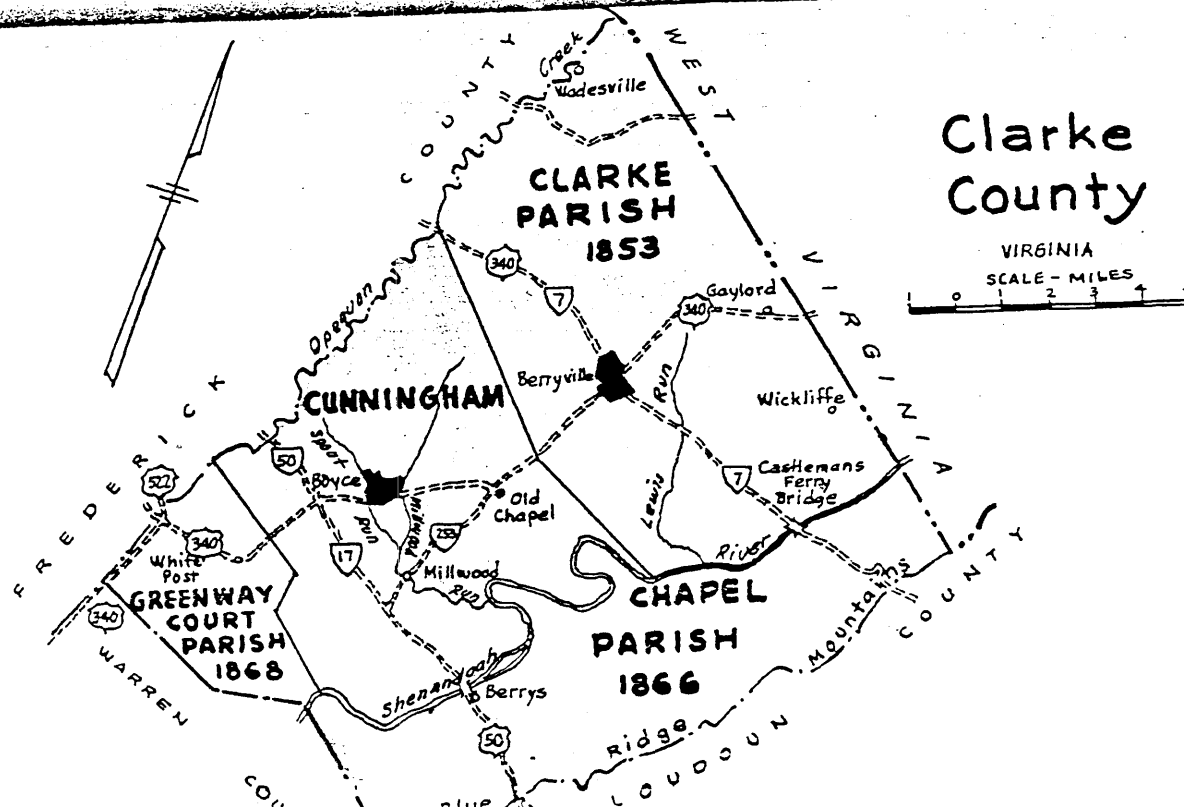 Clarke
County
VIRGINIA
SCALE - MILES
1 0 1 2 3 4
WEST VIRGINIA
FREDERICK COUNTY
Creek
Wadesville
CLARKE
PARISH
1853
340
7
Gaylord
340
Opequon
Berryville
Run
Wickliffe
CUNNINGHAM
Spout
Run
50
Boyce
522
340
White
Post
17
255
Millwood
Old
Chapel
Lewis
7
Castlemans
Ferry
Bridge
River
Millwood
Run
GREENWAY
COURT
PARISH
1868
340
WARREN
COU
CHAPEL
PARISH
1866
Shenandoah
Berrys
50
Blue
Ridge
Mountains
LOUDOUN
COUNTY